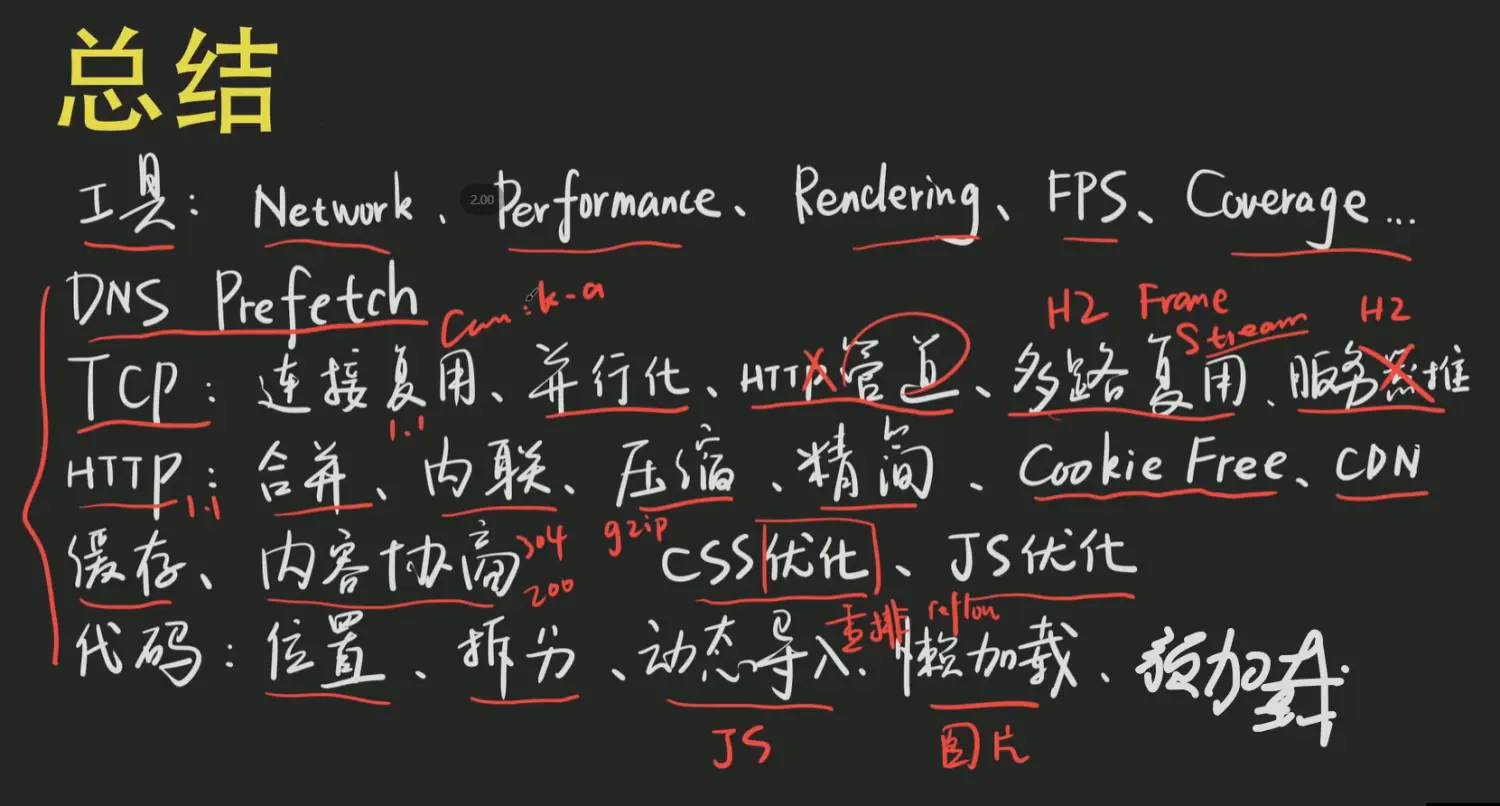 总结
2.00
工具：Network、Performance、Rendering、FPS、Coverage...
DNS Prefetch
Con:k-a
H2 Frame
Stream
H2
TCP：连接复用、并行化、HTTP管道、多路复用、服务器推
1.1
HTTP：合并、内联、压缩、精简、Cookie Free、CDN
1.1
gzip
缓存、内容协商 CSS优化、JS优化
304
200
重排 reflow
代码：位置、拆分、动态导入、懒加载、预加载
JS
图片